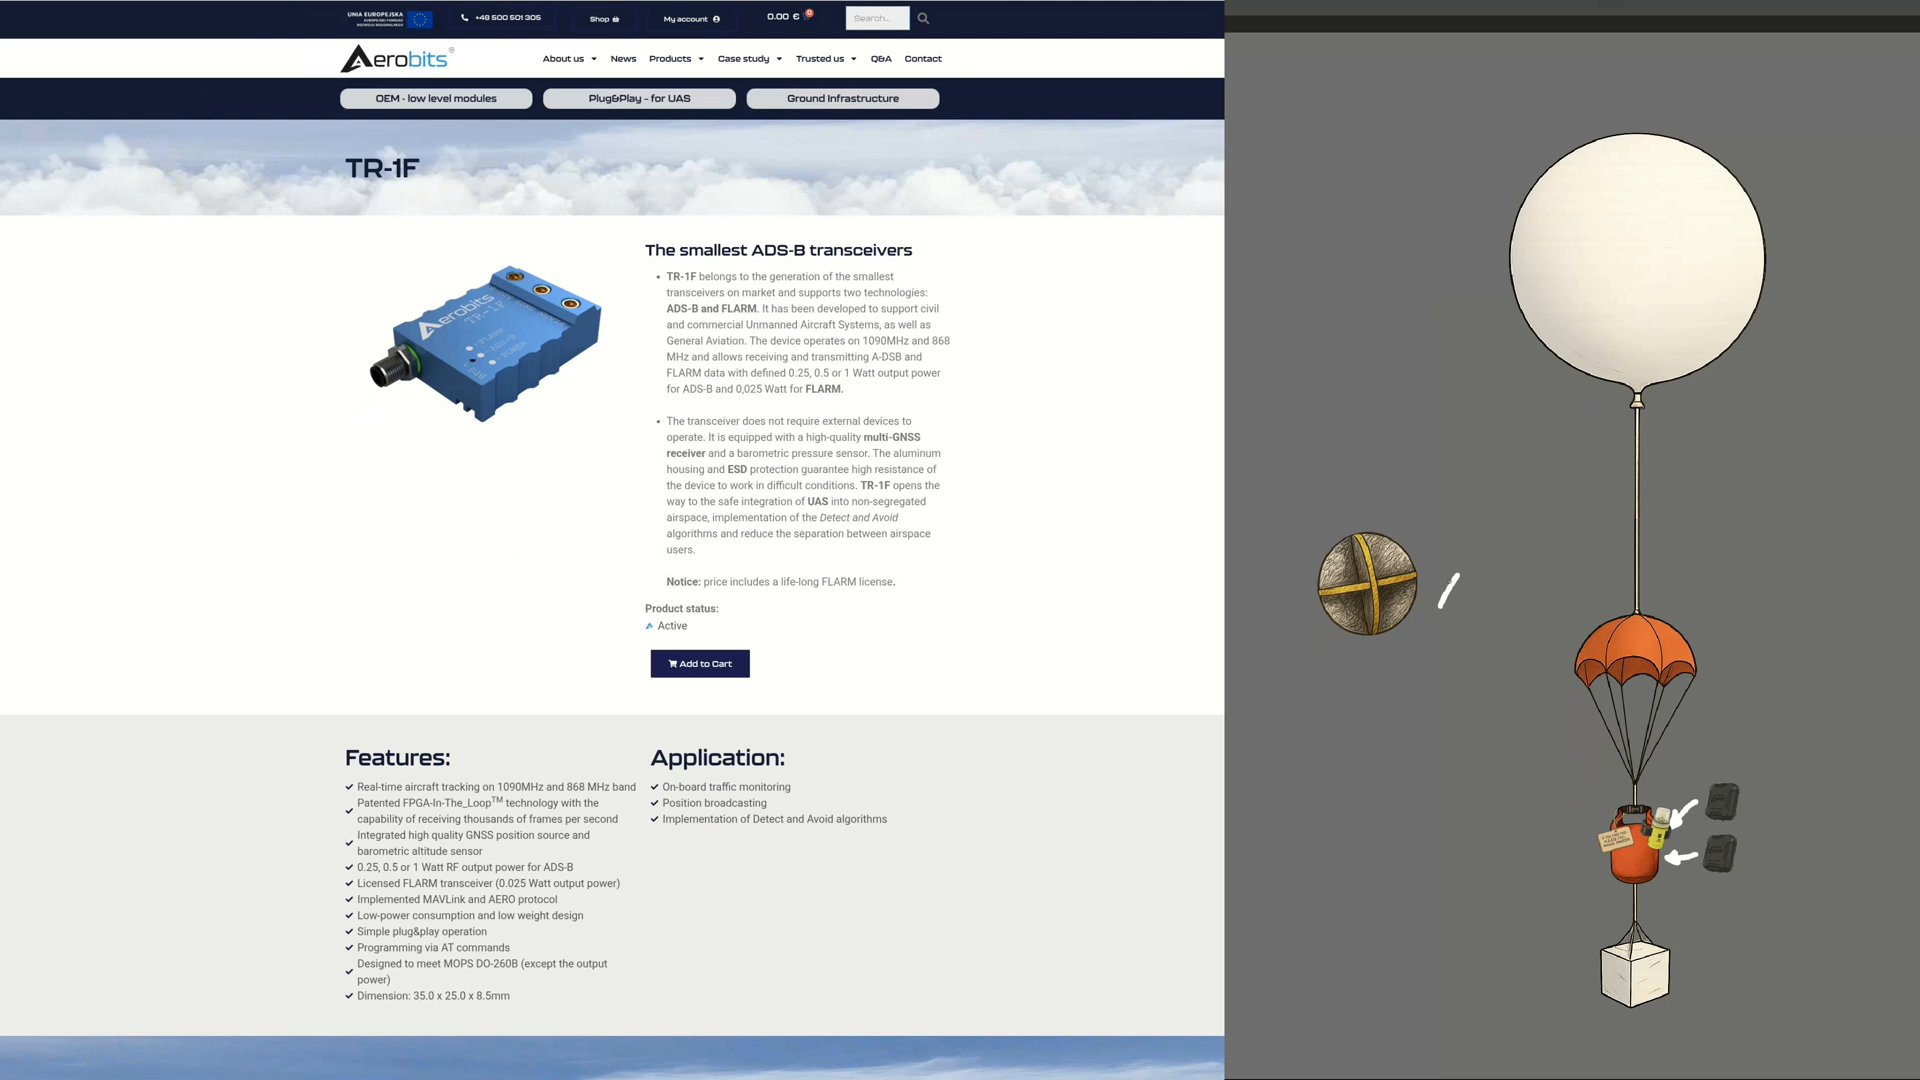 UNIA EUROPEJSKA
+48 500 501 305
Shop
My account
0.00 €
0
Search...
Aerobits®
About us
News
Products
Case study
Trusted us
Q&A
Contact
OEM - low level modules
Plug&Play - for UAS
Ground Infrastructure
TR-1F
Aerobits
TR-1F
FLARM
ADS-B
POWER
The smallest ADS-B transceivers
TR-1F belongs to the generation of the smallest
transceivers on market and supports two technologies:
ADS-B and FLARM. It has been developed to support civil
and commercial Unmanned Aircraft Systems, as well as
General Aviation. The device operates on 1090MHz and 868
MHz and allows receiving and transmitting A-DSB and
FLARM data with defined 0.25, 0.5 or 1 Watt output power
for ADS-B and 0,025 Watt for FLARM.
The transceiver does not require external devices to
operate. It is equipped with a high-quality multi-GNSS
receiver and a barometric pressure sensor. The aluminum
housing and ESD protection guarantee high resistance of
the device to work in difficult conditions. TR-1F opens the
way to the safe integration of UAS into non-segregated
airspace, implementation of the Detect and Avoid
algorithms and reduce the separation between airspace
users.
Notice: price includes a life-long FLARM license.
Product status:
Active
Add to Cart
Features:
Real-time aircraft tracking on 1090MHz and 868 MHz band
Patented FPGA-In-The_Loop™ technology with the
capability of receiving thousands of frames per second
Integrated high quality GNSS position source and
barometric altitude sensor
0.25, 0.5 or 1 Watt RF output power for ADS-B
Licensed FLARM transceiver (0.025 Watt output power)
Implemented MAVLink and AERO protocol
Low-power consumption and low weight design
Simple plug&play operation
Programming via AT commands
Designed to meet MOPS DO-260B (except the output
power)
Dimension: 35.0 x 25.0 x 8.5mm
Application:
On-board traffic monitoring
Position broadcasting
Implementation of Detect and Avoid algorithms